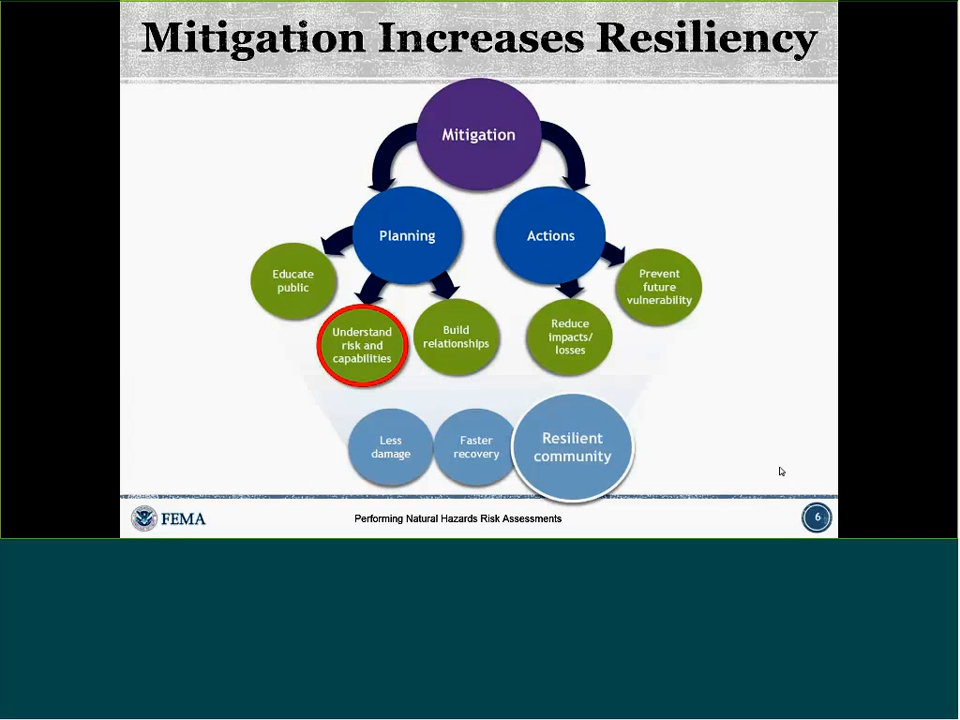 Mitigation Increases Resiliency
Mitigation
Planning
Actions
Educate
public
Understand
risk and
capabilities
Build
relationships
Reduce
impacts/
losses
Prevent
future
vulnerability
Less
damage
Faster
recovery
Resilient
community
FEMA
Performing Natural Hazards Risk Assessments
6